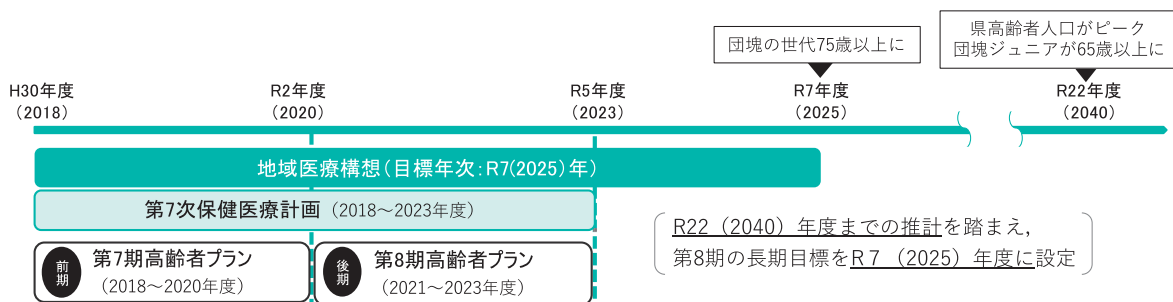 団塊の世代75歳以上に
県高齢者人口がピーク
団塊ジュニアが65歳以上に
H30年度
(2018)
R2年度
(2020)
R5年度
(2023)
R7年度
(2025)
R22年度
(2040)
地域医療構想(目標年次:R7(2025)年)
第7次保健医療計画 (2018～2023年度)
前期
第7期高齢者プラン
(2018～2020年度)
後期
第8期高齢者プラン
(2021～2023年度)
R22（2040）年度までの推計を踏まえ，
第8期の長期目標をR７（2025）年度に設定